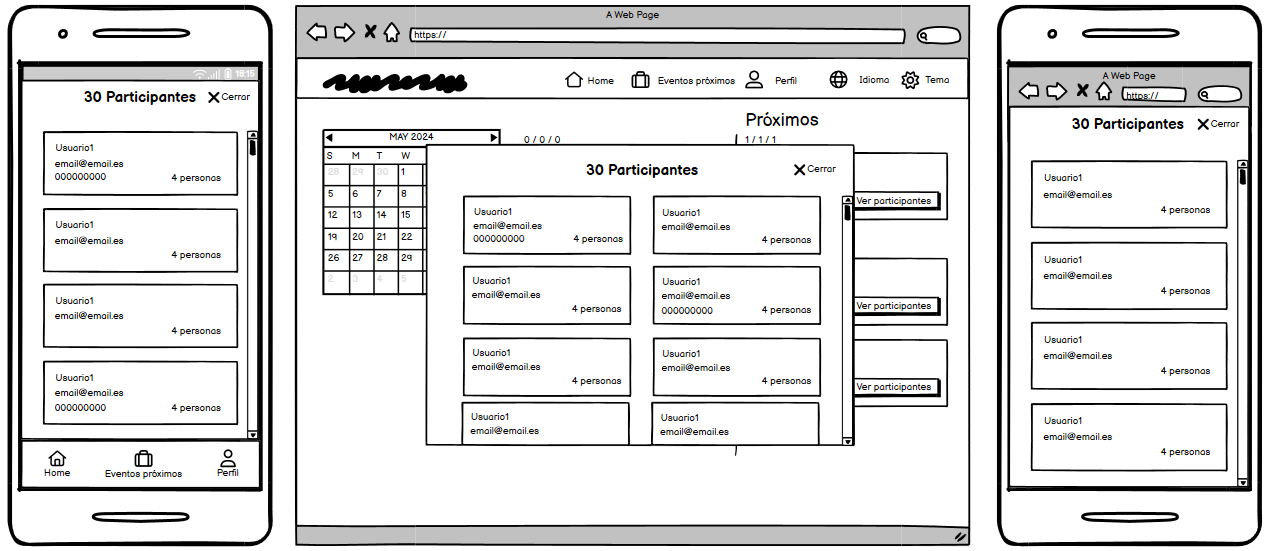 18:15
30 Participantes
Cerrar
Usuario1
email@email.es
000000000
4 personas
Usuario1
email@email.es
4 personas
Usuario1
email@email.es
4 personas
Usuario1
email@email.es
000000000
4 personas
Home
Eventos próximos
Perfil
A Web Page
https://
Home
Eventos próximos
Perfil
Idioma
Tema
Próximos
MAY 2024
0 / 0 / 0
1 / 1 / 1
S M T W
28 29 30 1
5 6 7 8
12 13 14 15
19 20 21 22
26 27 28 29
2 3 4 5
30 Participantes
Cerrar
Usuario1
email@email.es
000000000
4 personas
Usuario1
email@email.es
4 personas
Usuario1
email@email.es
4 personas
Usuario1
email@email.es
000000000
4 personas
Usuario1
email@email.es
4 personas
Usuario1
email@email.es
4 personas
Usuario1
email@email.es
Usuario1
email@email.es
Ver participantes
Ver participantes
Ver participantes
A Web Page
https://
30 Participantes
Cerrar
Usuario1
email@email.es
4 personas
Usuario1
email@email.es
4 personas
Usuario1
email@email.es
4 personas
Usuario1
email@email.es
4 personas